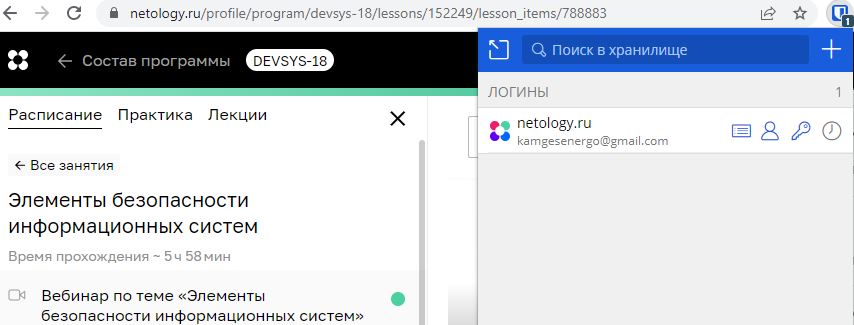 netology.ru/profile/program/devsys-18/lessons/152249/lesson_items/788883
1
Состав программы
DEVSYS-18
Расписание
Практика
Лекции
Все занятия
Элементы безопасности
информационных систем
Время прохождения ~ 5 ч 58 мин
Вебинар по теме «Элементы
безопасности информационных систем»
Поиск в хранилище
ЛОГИНЫ
1
netology.ru
kamgesenergo@gmail.com